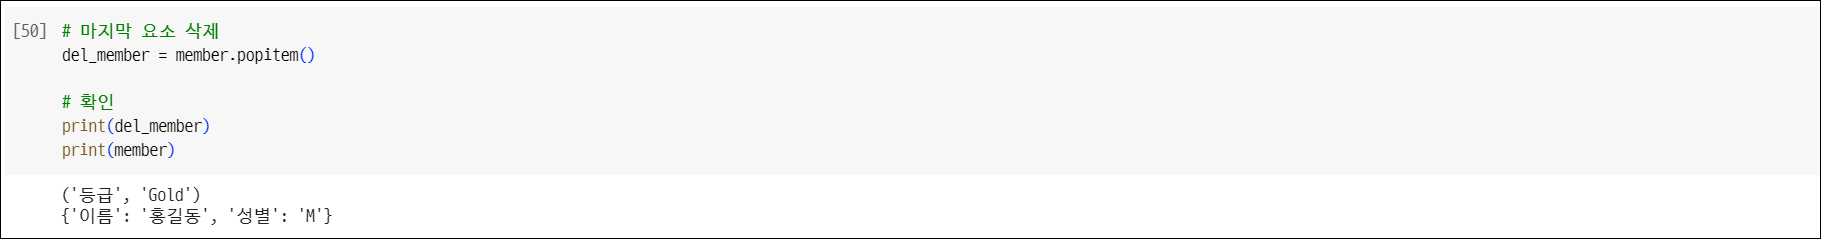 [50] # 마지막 요소 삭제
del_member = member.popitem()
# 확인
print(del_member)
print(member)
('등급', 'Gold')
{'이름': '홍길동', '성별': 'M'}